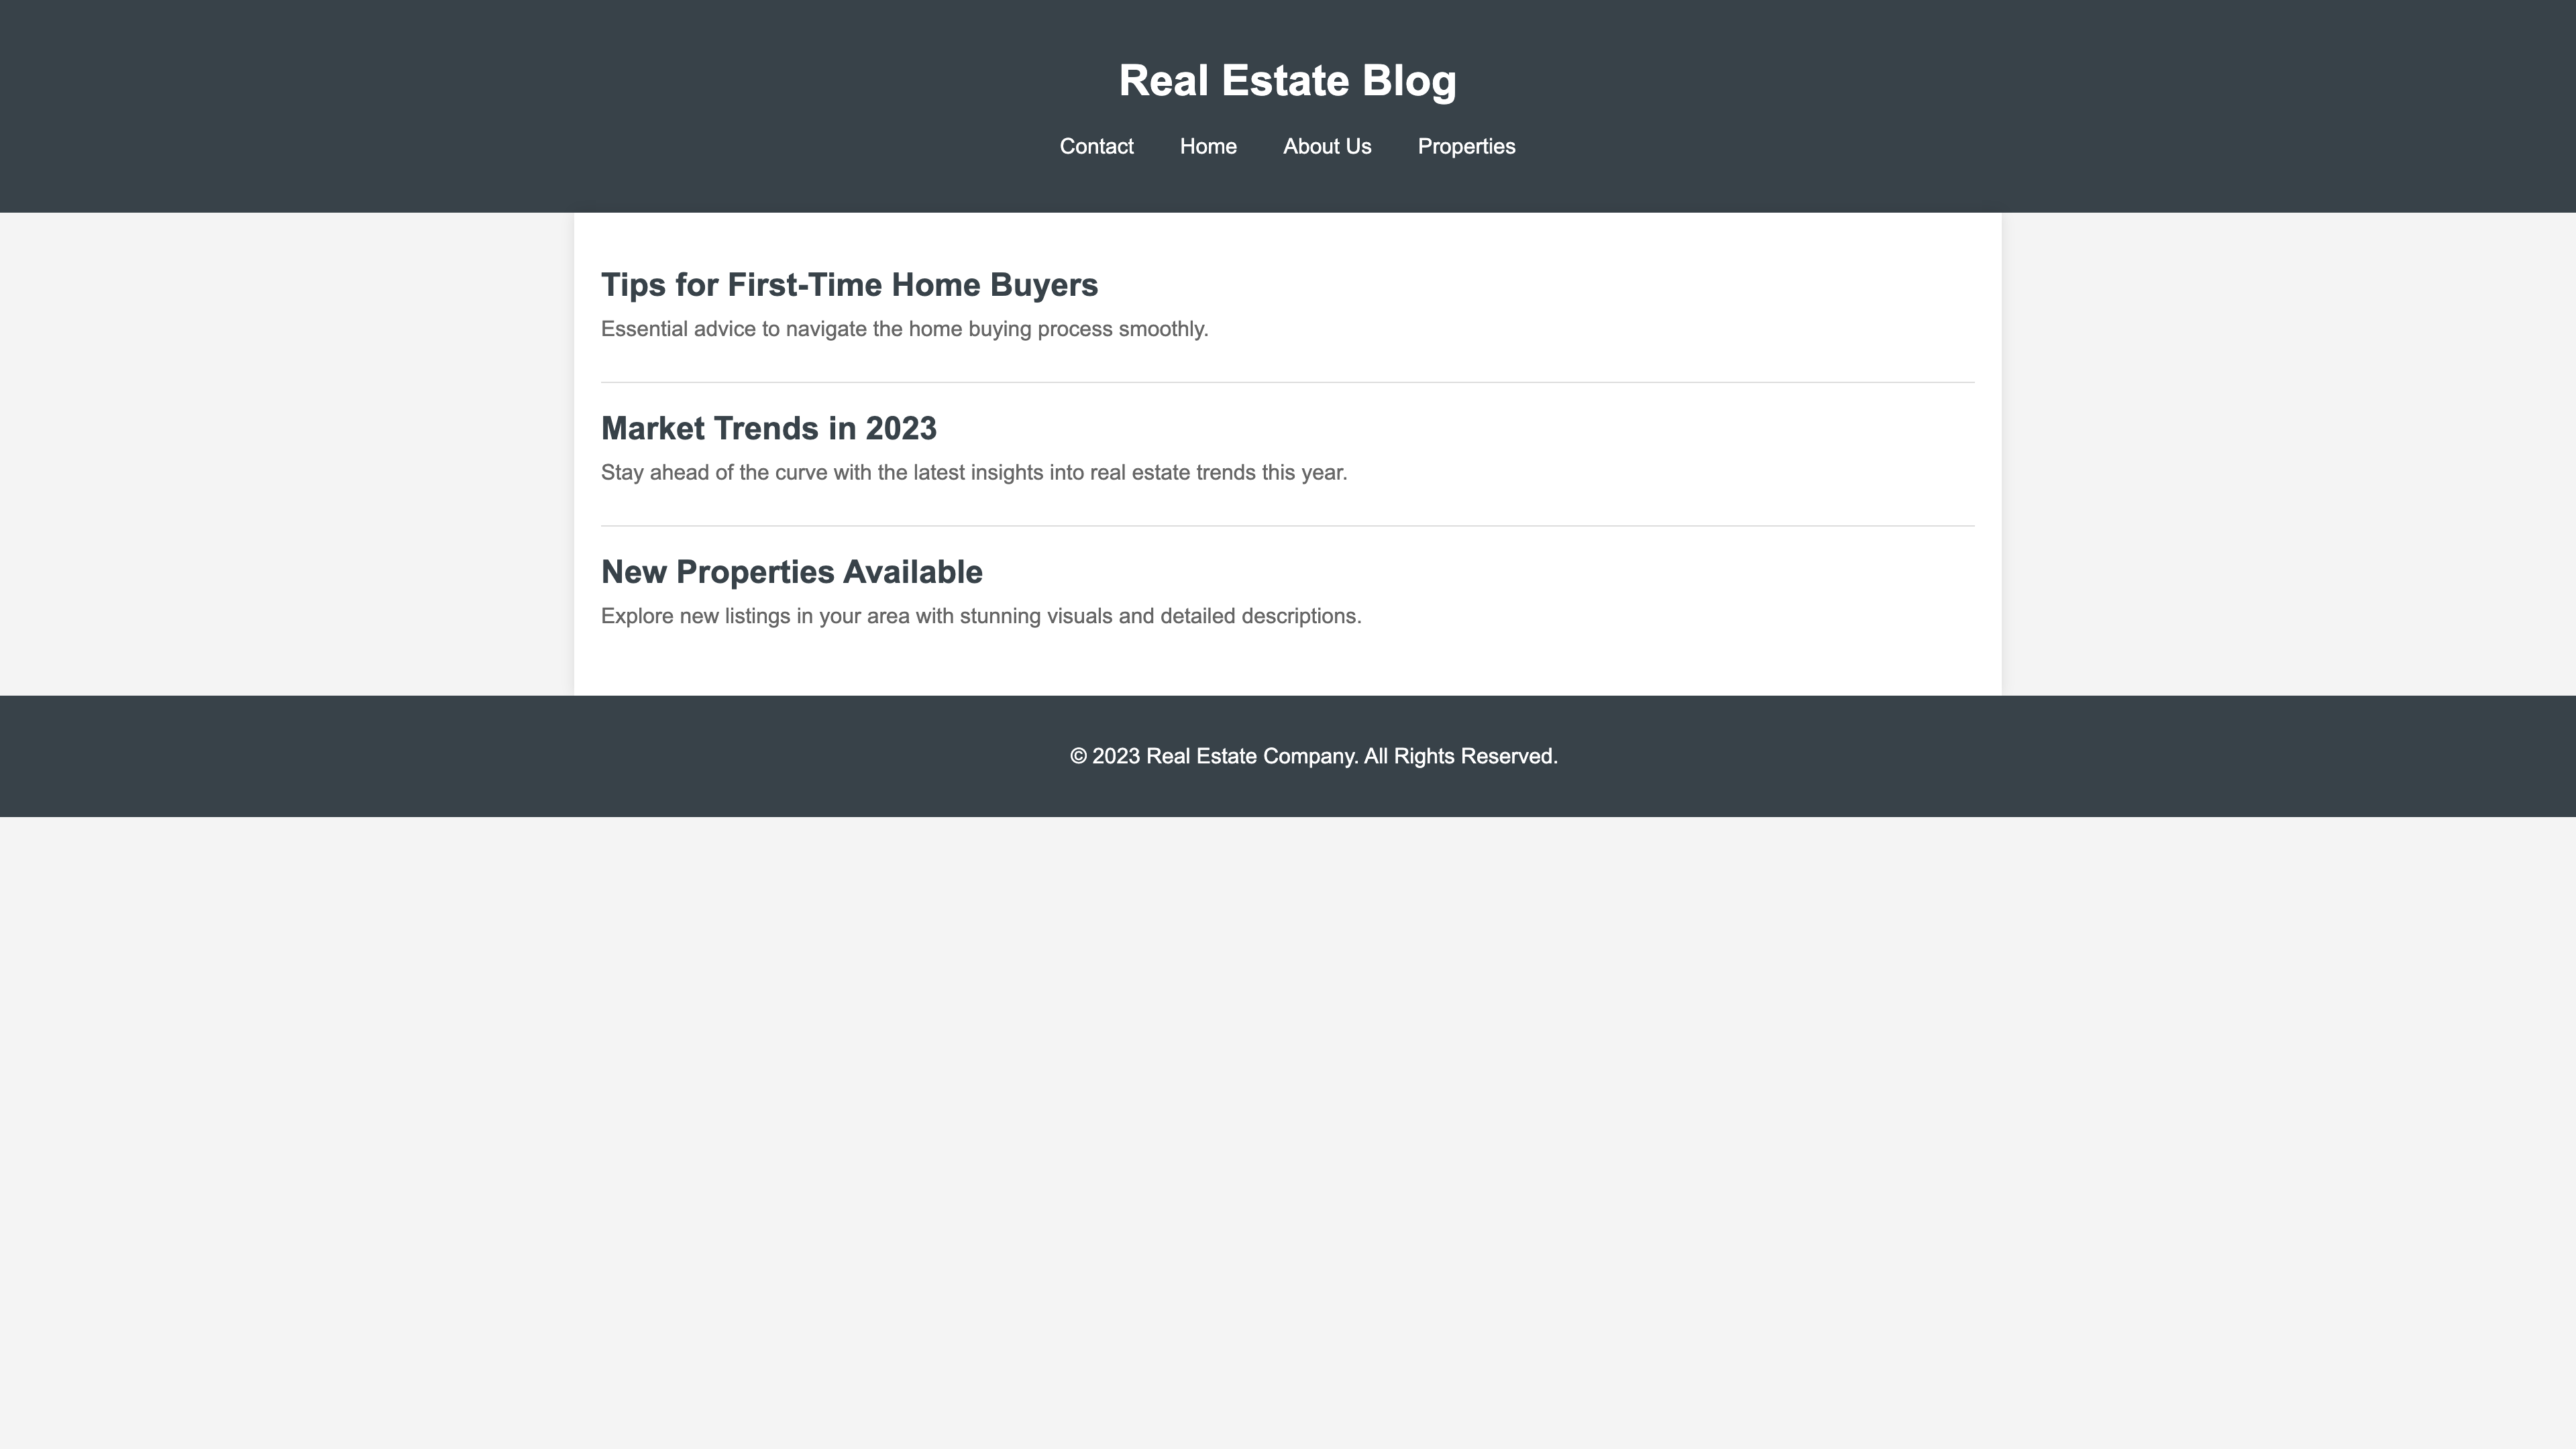 Real Estate Blog
Contact Home About Us Properties
Tips for First-Time Home Buyers
Essential advice to navigate the home buying process smoothly.
Market Trends in 2023
Stay ahead of the curve with the latest insights into real estate trends this year.
New Properties Available
Explore new listings in your area with stunning visuals and detailed descriptions.
© 2023 Real Estate Company. All Rights Reserved.